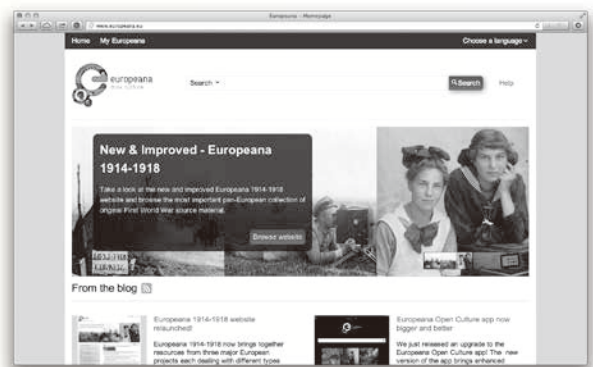 Europeana - Homepage
www.europeana.eu
Home My Europeana Choose a language
europeana
think culture
Search
Search
Help
New & Improved - Europeana
1914-1918
Take a look at the new and improved Europeana 1914-1918
website and browse the most important pan-European collection of
original First World War source material.
Browse website
From the blog
Europeana 1914-1918 website
relaunched!
Europeana 1914-1918 now brings together
resources from three major European
projects each dealing with different types
Europeana Open Culture app now
bigger and better
We just released an upgrade to the
Europeana Open Culture app! The new
version of the app brings enhanced